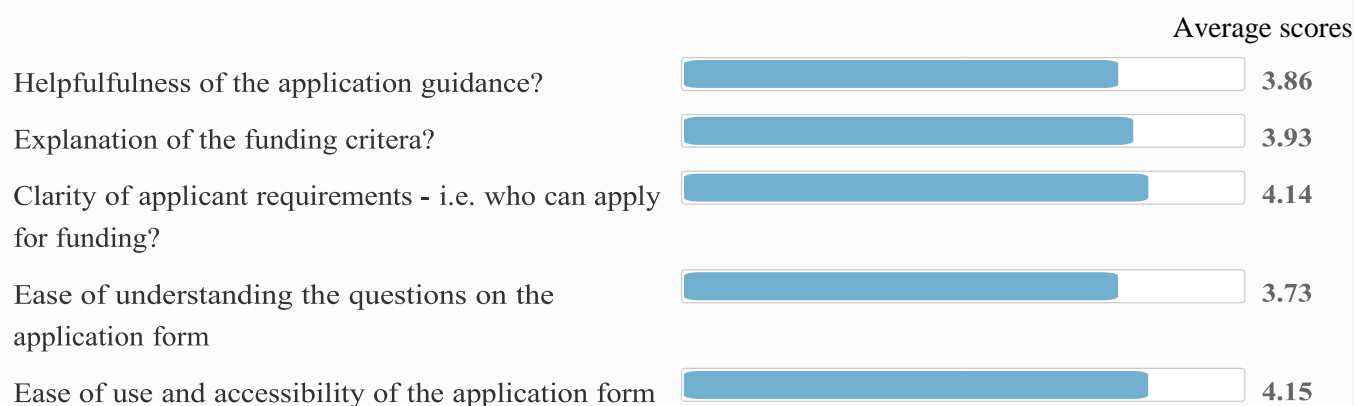 Average scores
Helpfulfulness of the application guidance? 3.86
Explanation of the funding critera? 3.93
Clarity of applicant requirements - i.e. who can apply 4.14
for funding?
Ease of understanding the questions on the 3.73
application form
Ease of use and accessibility of the application form 4.15